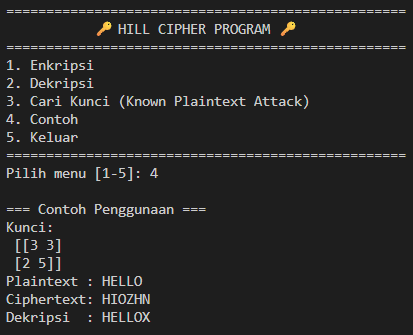 ==================================================
🔑 HILL CIPHER PROGRAM 🔑
==================================================
1. Enkripsi
2. Dekripsi
3. Cari Kunci (Known Plaintext Attack)
4. Contoh
5. Keluar
==================================================
Pilih menu [1-5]: 4

=== Contoh Penggunaan ===
Kunci:
 [[3 3]
 [2 5]]
Plaintext : HELLO
Ciphertext: HIOZHN
Dekripsi  : HELLOX